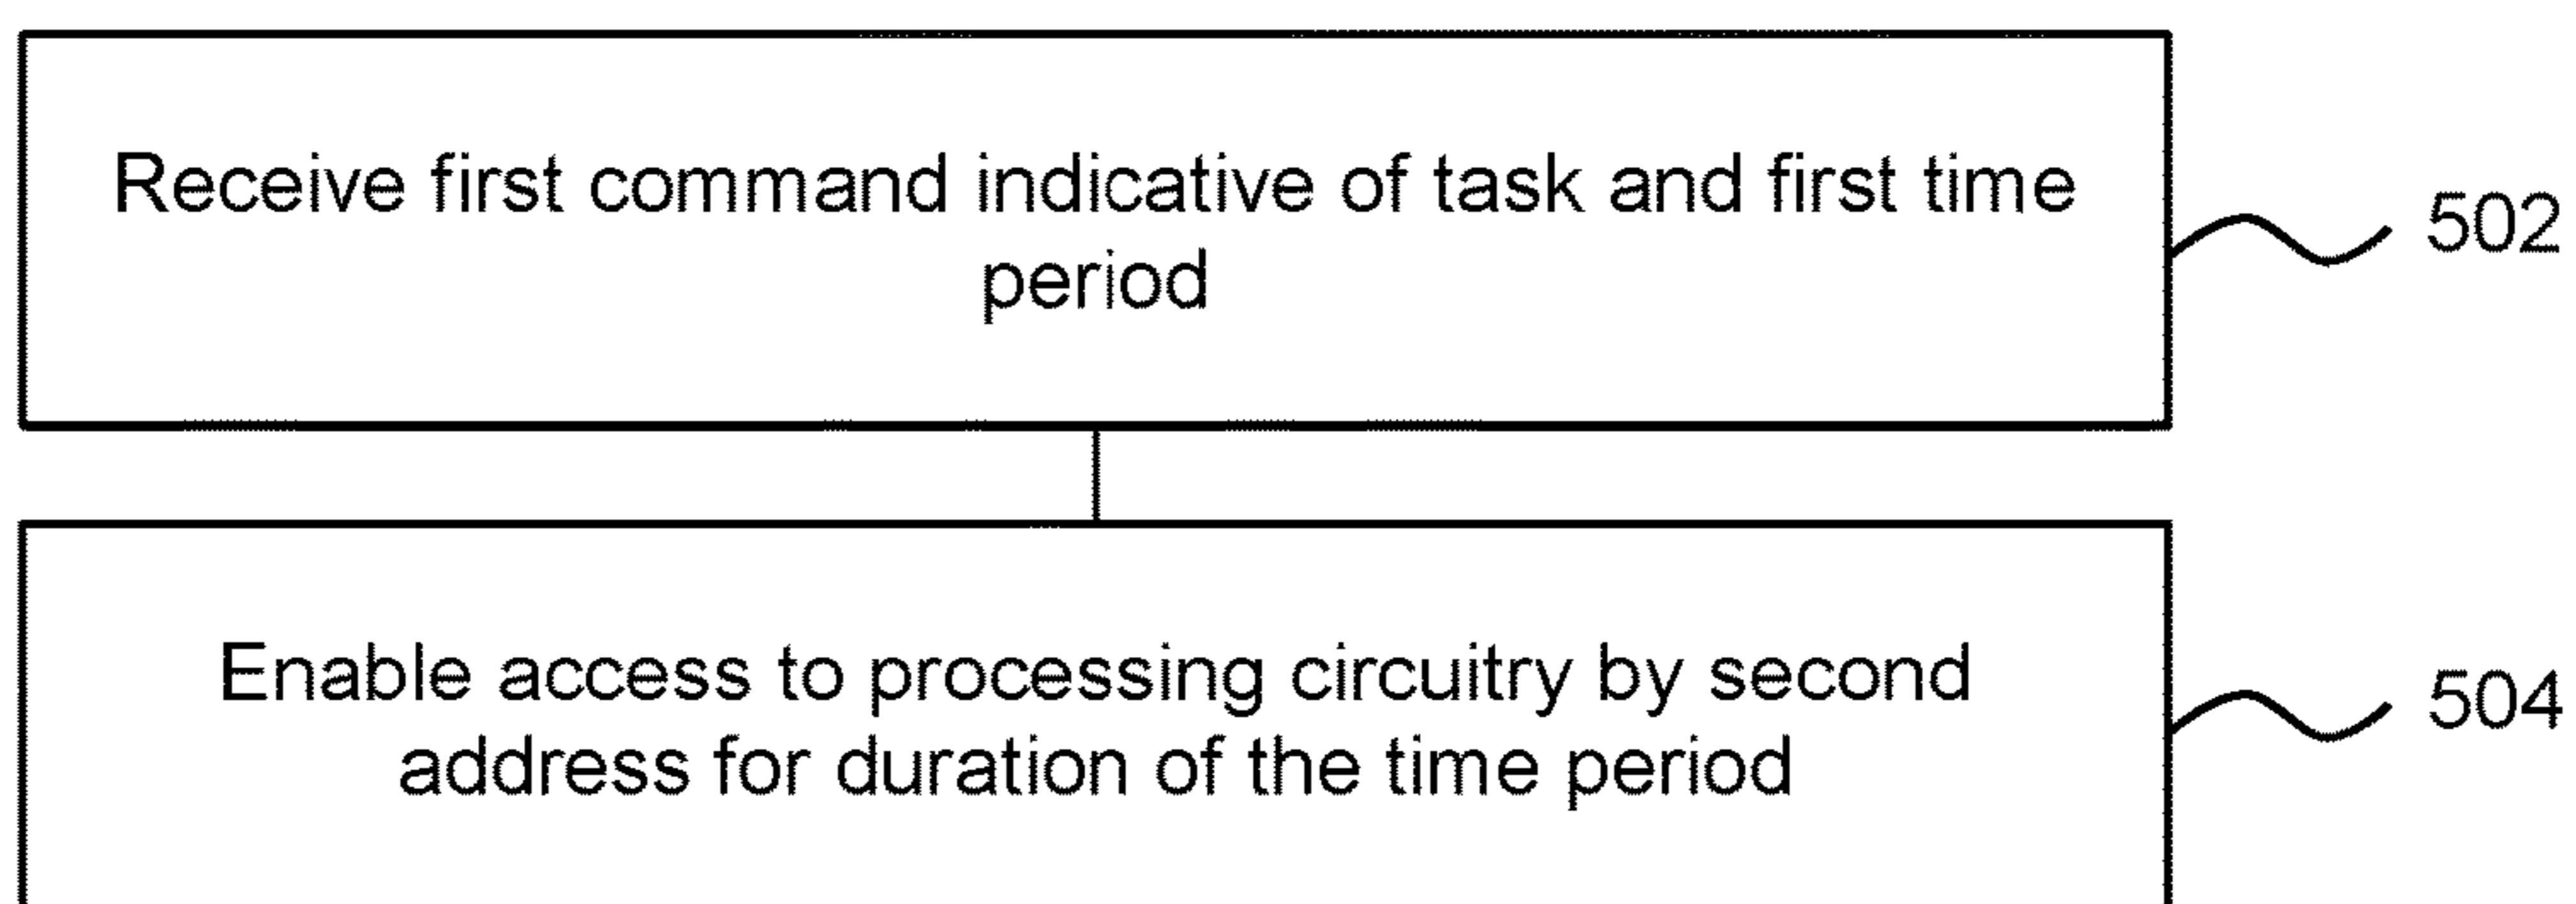 Receive first command indicative of task and first time
period
502
Enable access to processing circuitry by second
address for duration of the time period
504